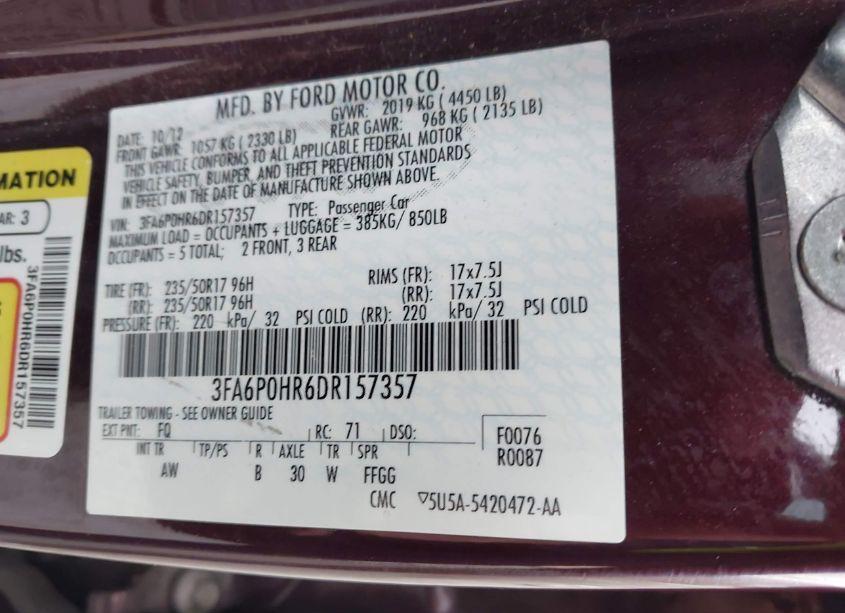 MFD. BY FORD MOTOR CO.
DATE: 10/12 GVWR: 2019 KG ( 4450 LB)
FRONT GAWR: 1057 KG ( 2330 LB) REAR GAWR: 968 KG ( 2135 LB)
THIS VEHICLE CONFORMS TO ALL APPLICABLE FEDERAL MOTOR
VEHICLE SAFETY, BUMPER, AND THEFT PREVENTION STANDARDS
IN EFFECT ON THE DATE OF MANUFACTURE SHOWN ABOVE.
VIN: 3FA6P0HR6DR157357 TYPE: Passenger Car
MAXIMUM LOAD = OCCUPANTS + LUGGAGE = 385KG/ 850LB
OCCUPANTS = 5 TOTAL; 2 FRONT, 3 REAR
TIRE (FR): 235/50R17 96H RIMS (FR): 17x7.5J
(RR): 235/50R17 96H (RR): 17x7.5J
PRESSURE (FR): 220 kPa/ 32 PSI COLD (RR): 220 kPa/ 32 PSI COLD
3FA6P0HR6DR157357
TRAILER TOWING - SEE OWNER GUIDE
EXT PNT: FQ RC: 71 DSO: F0076
R0087
INT TR TP/PS R AXLE TR SPR
AW B 30 W FFGG
CMC ▽5U5A-5420472-AA
MATION
AR: 3
lbs.
3FA6P0HR6DR157357